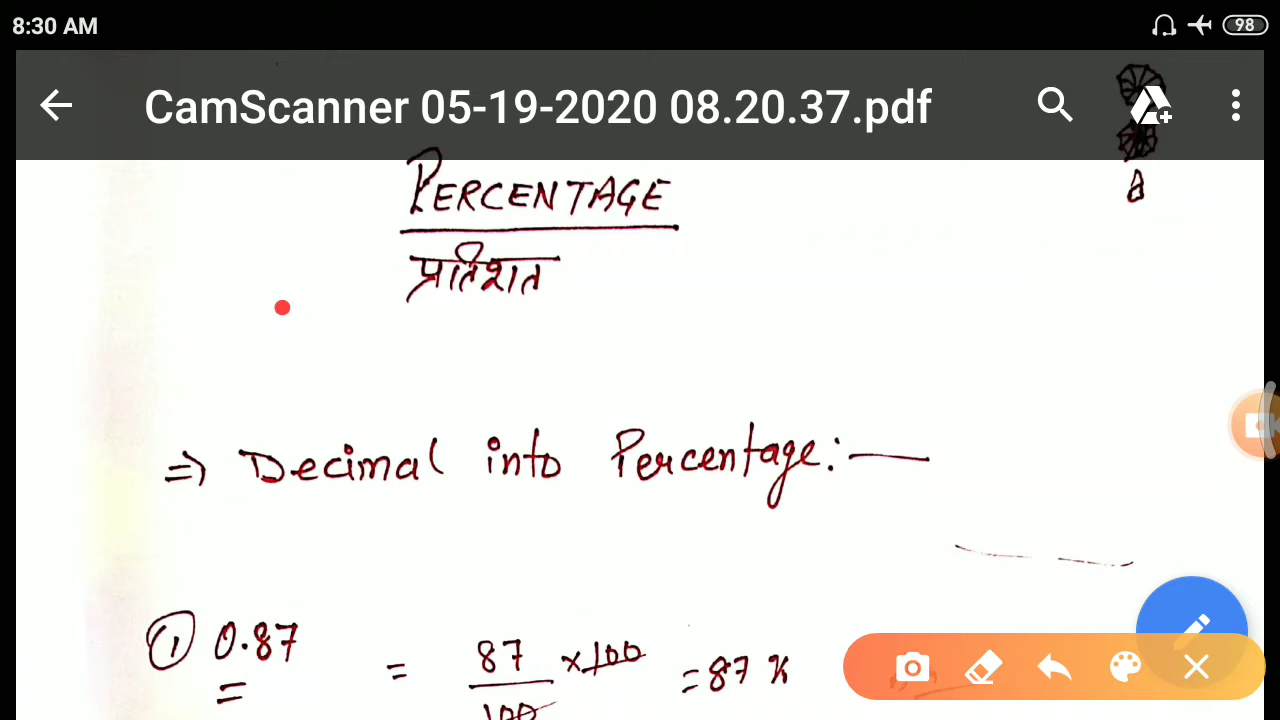 8:30 AM
98
CamScanner 05-19-2020 08.20.37.pdf
PERCENTAGE
प्रतिशत
⇒ Decimal into Percentage:—
① 0.87 = 87/100 ×100 = 87 %